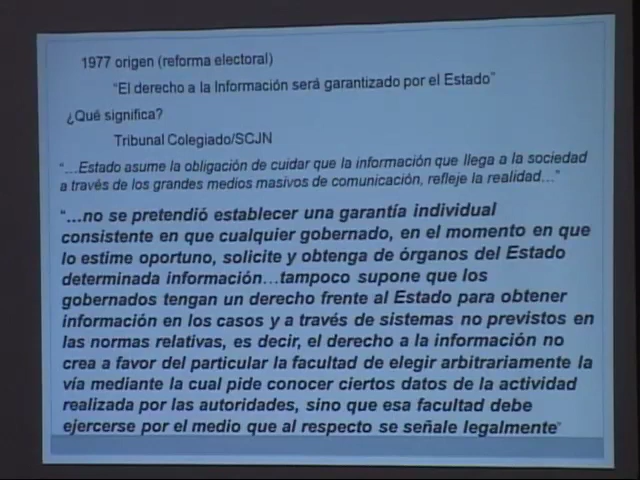 1977 origen (reforma electoral)
"El derecho a la Información será garantizado por el Estado"
¿Qué significa?
Tribunal Colegiado/SCJN
"…Estado asume la obligación de cuidar que la información que llega a la sociedad
a través de los grandes medios masivos de comunicación, refleje la realidad…"
"…no se pretendió establecer una garantía individual
consistente en que cualquier gobernado, en el momento en que
lo estime oportuno, solicite y obtenga de órganos del Estado
determinada información…tampoco supone que los
gobernados tengan un derecho frente al Estado para obtener
información en los casos y a través de sistemas no previstos en
las normas relativas, es decir, el derecho a la información no
crea a favor del particular la facultad de elegir arbitrariamente la
vía mediante la cual pide conocer ciertos datos de la actividad
realizada por las autoridades, sino que esa facultad debe
ejercerse por el medio que al respecto se señale legalmente"